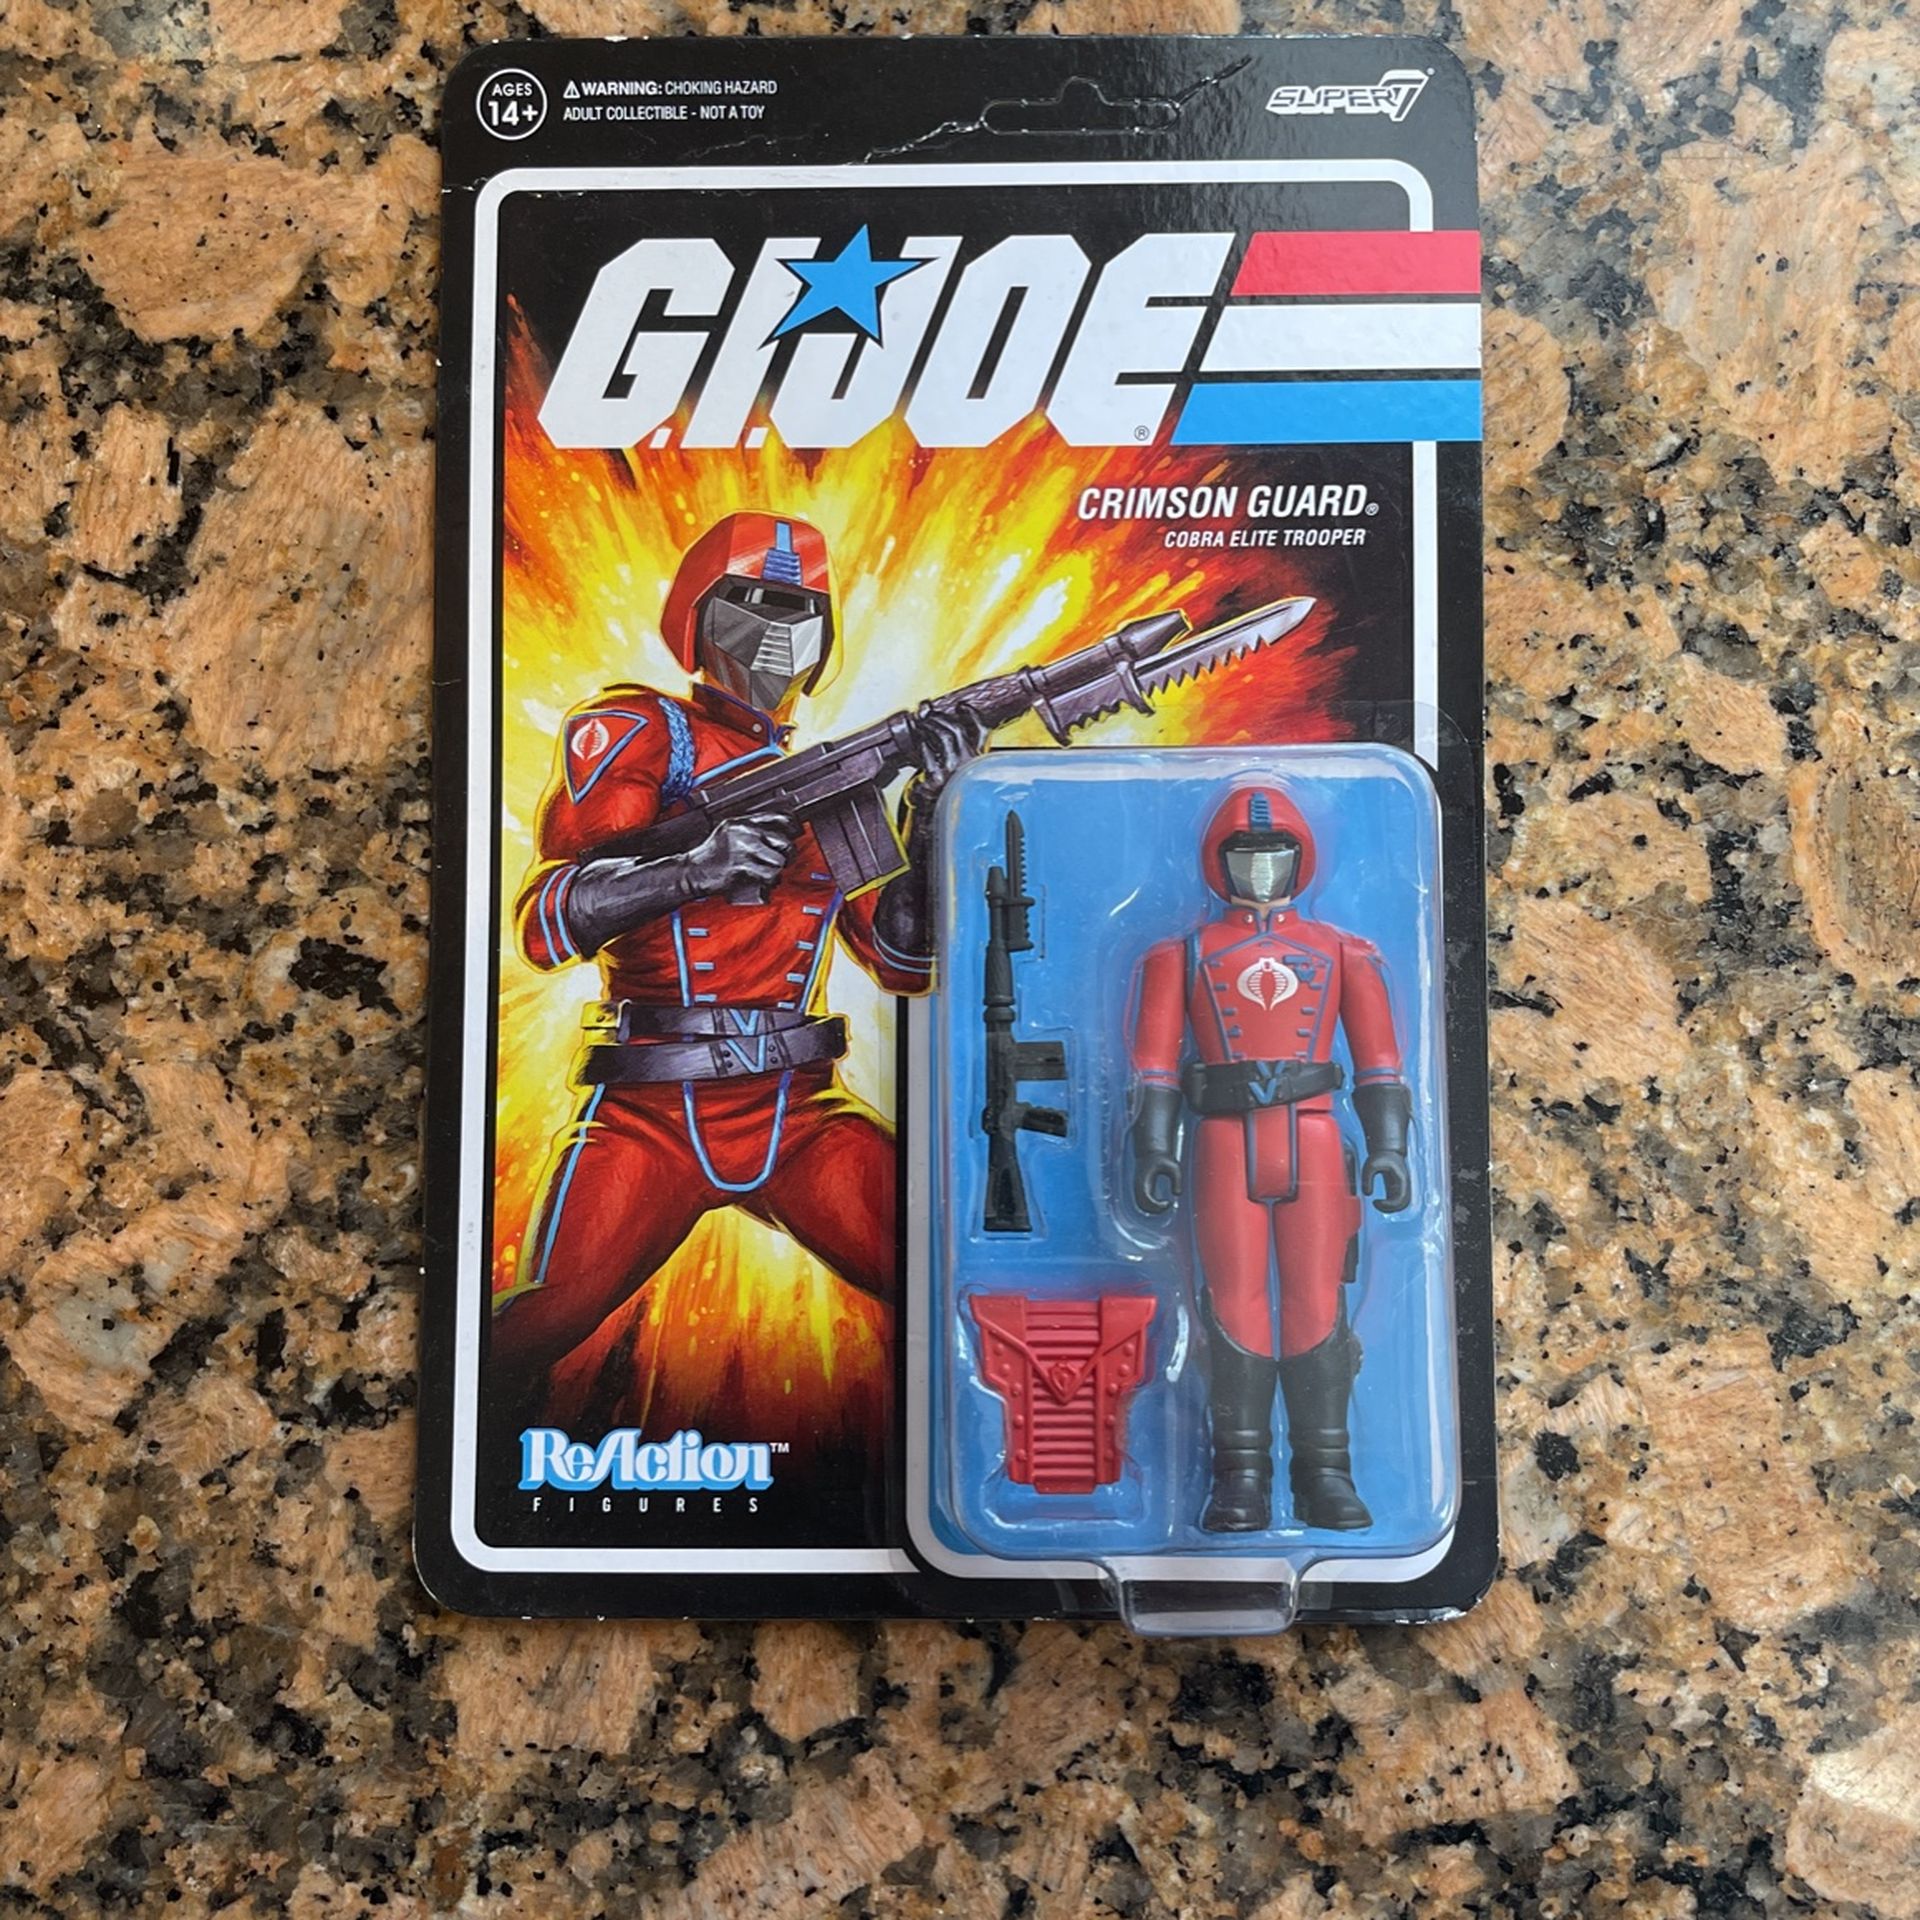 AGES
14+
⚠ WARNING: CHOKING HAZARD
ADULT COLLECTIBLE - NOT A TOY
SUPER7®
G.I.JOE®
CRIMSON GUARD®
COBRA ELITE TROOPER
ReAction™
FIGURES